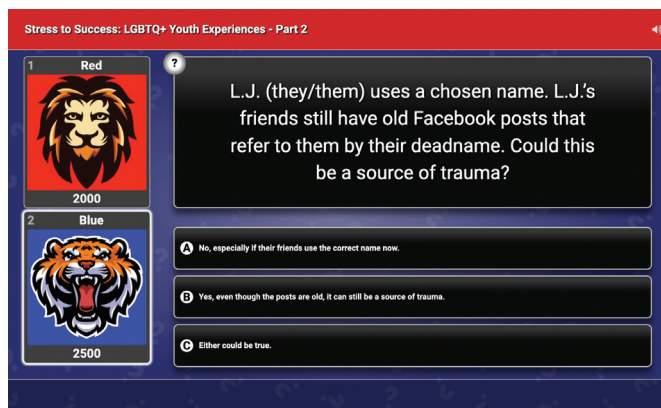 Stress to Success: LGBTQ+ Youth Experiences - Part 2
1 Red
2000
2 Blue
2500
?
L.J. (they/them) uses a chosen name. L.J.'s
friends still have old Facebook posts that
refer to them by their deadname. Could this
be a source of trauma?
A No, especially if their friends use the correct name now.
B Yes, even though the posts are old, it can still be a source of trauma.
C Either could be true.